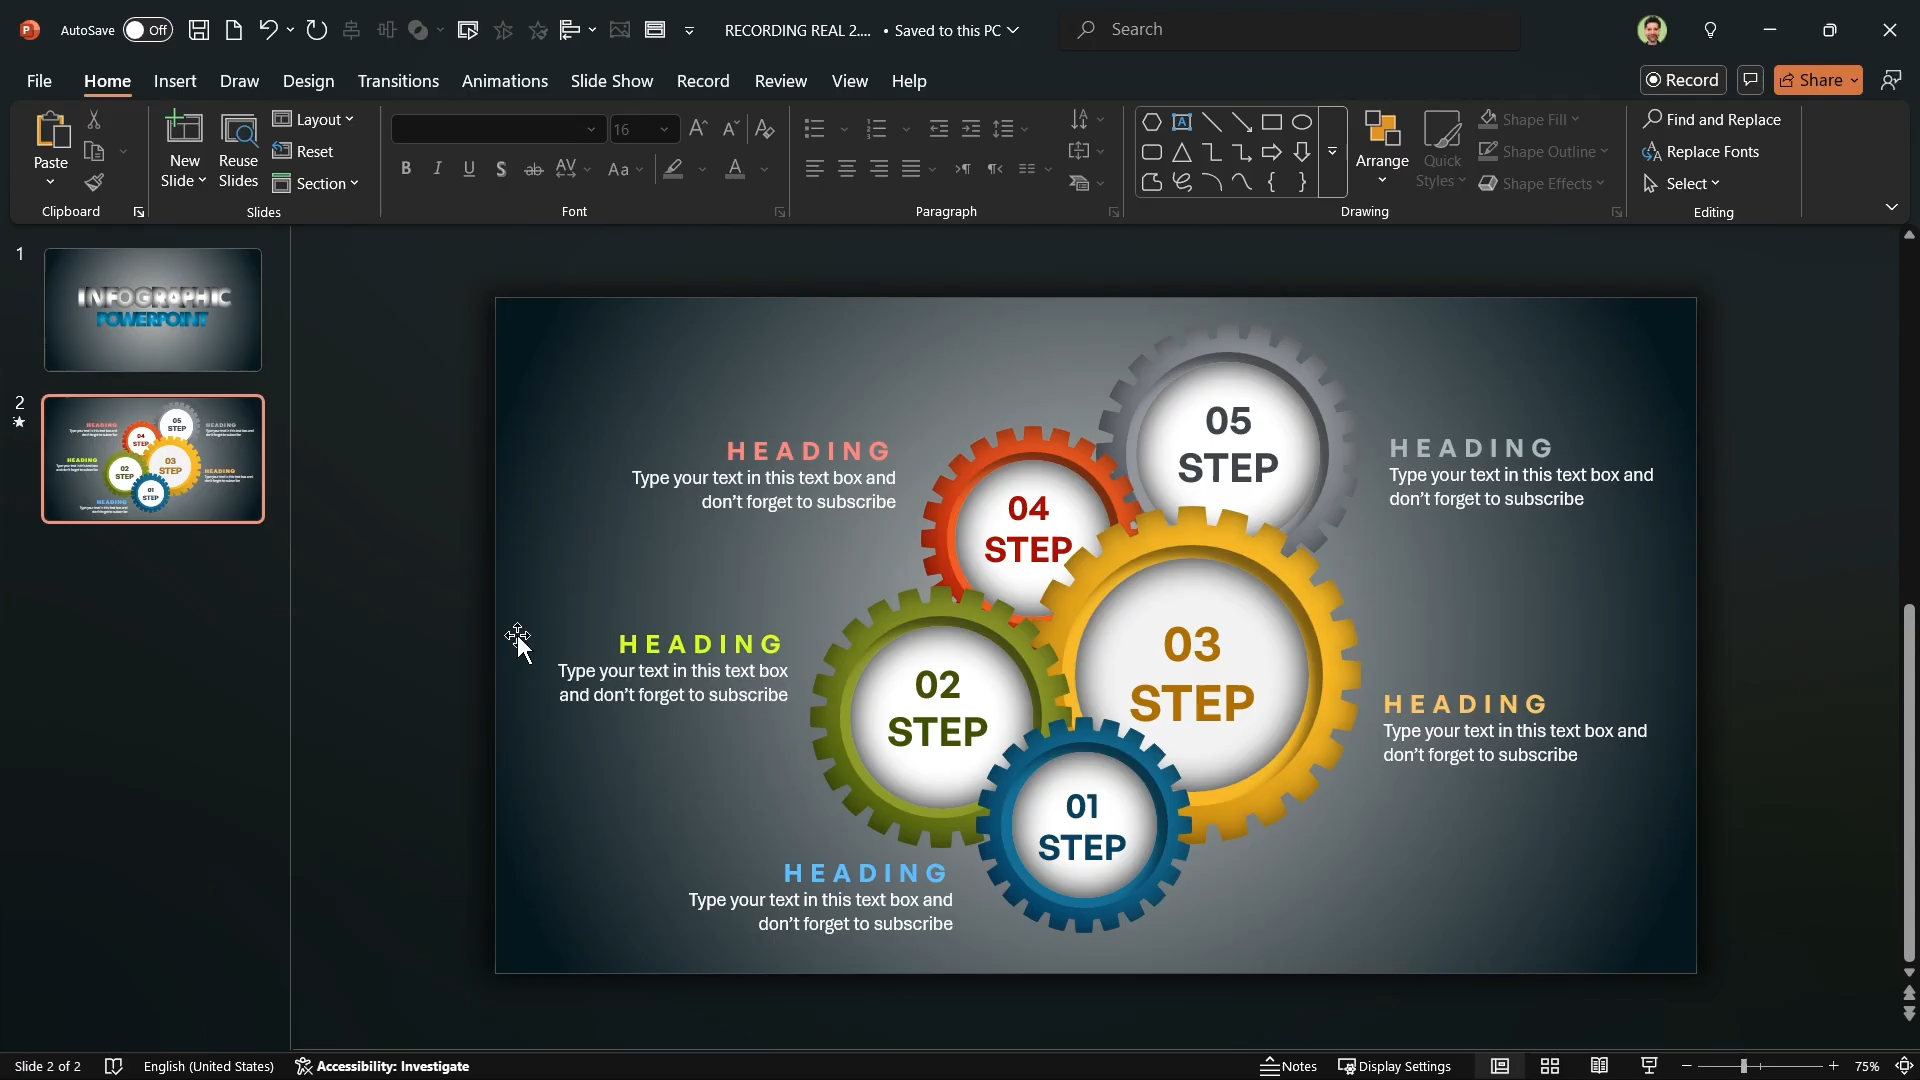 AutoSave Off RECORDING REAL 2.... • Saved to this PC Search
File Home Insert Draw Design Transitions Animations Slide Show Record Review View Help Record Share
Paste
Clipboard
New Slide
Reuse Slides
Layout
Reset
Section
Slides
16
Font
Paragraph
Arrange
Quick Styles
Shape Fill
Shape Outline
Shape Effects
Drawing
Find and Replace
Replace Fonts
Select
Editing
1
INFOGRAPHIC
POWERPOINT
2
05
STEP
HEADING
Type your text in this text box and
don't forget to subscribe
HEADING
Type your text in this text box and
don't forget to subscribe
04
STEP
03
STEP
HEADING
Type your text in this text box
and don't forget to subscribe
02
STEP
HEADING
Type your text in this text box and
don't forget to subscribe
01
STEP
HEADING
Type your text in this text box and
don't forget to subscribe
Slide 2 of 2 English (United States) Accessibility: Investigate Notes Display Settings 75%